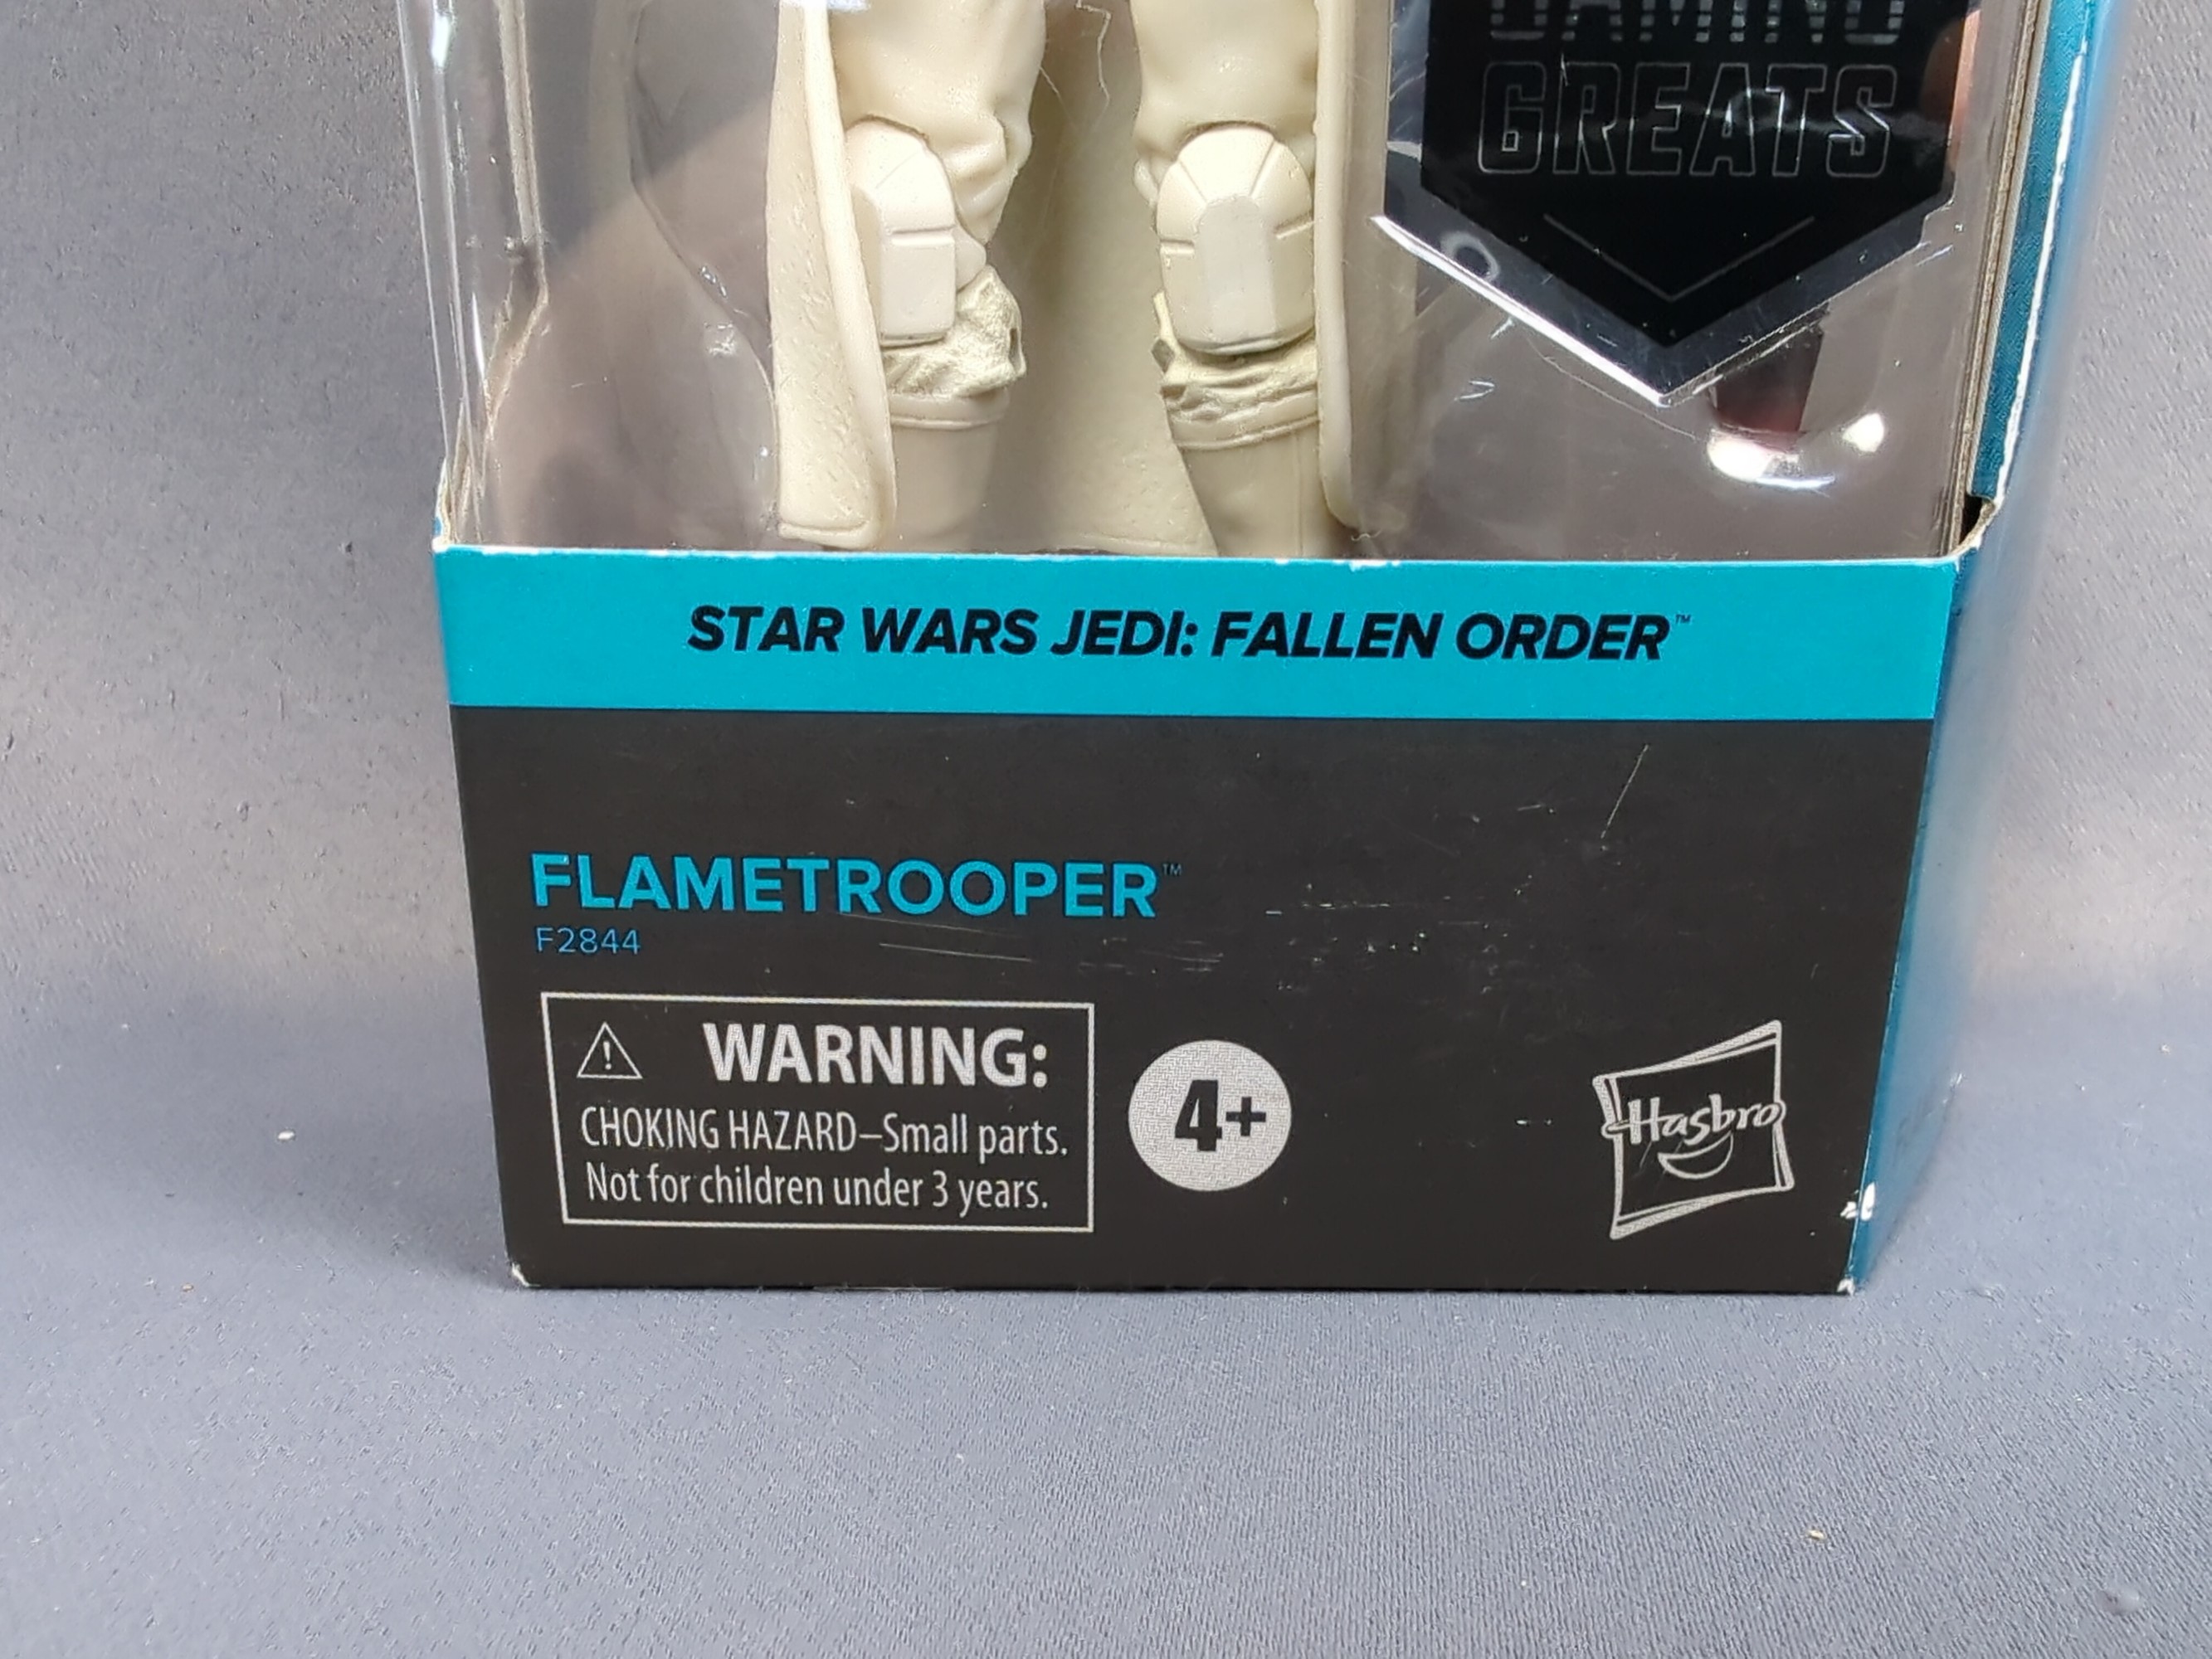 GAMING
GREATS
STAR WARS JEDI: FALLEN ORDER™
FLAMETROOPER™
F2844
⚠ WARNING:
CHOKING HAZARD–Small parts.
Not for children under 3 years.
4+
Hasbro